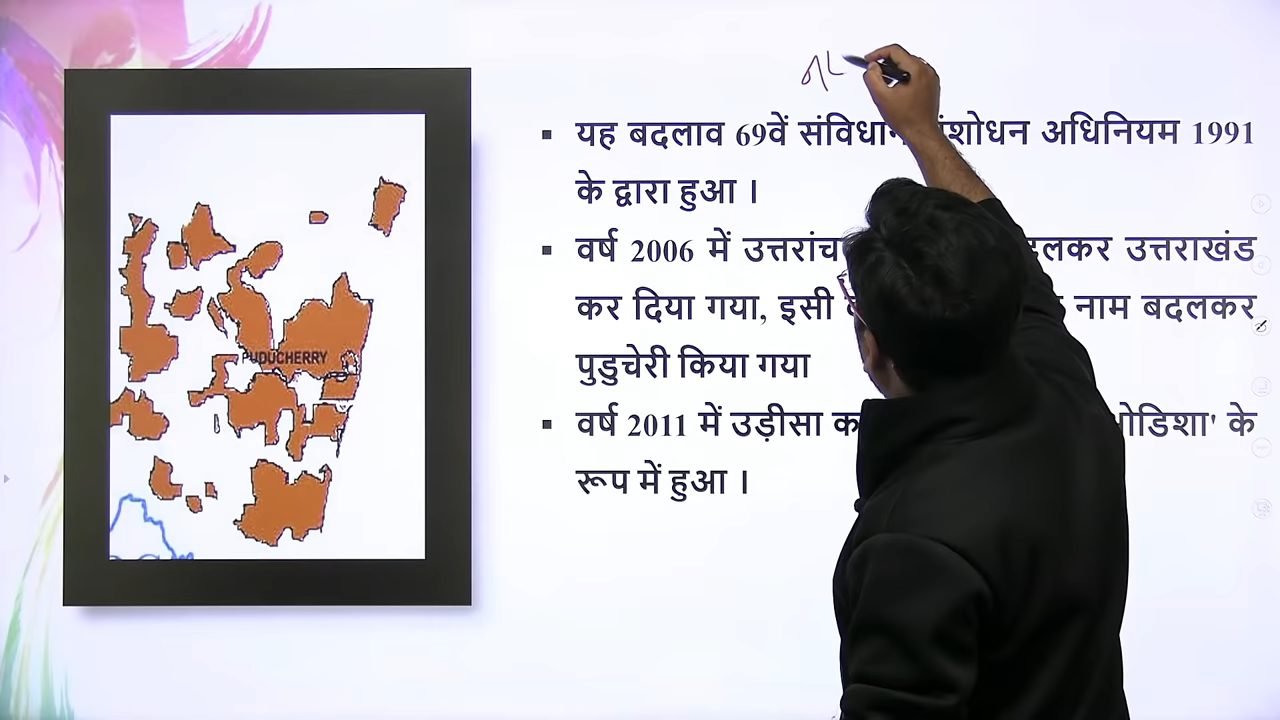 यह बदलाव 69वें संविधान संशोधन अधिनियम 1991
के द्वारा हुआ ।
वर्ष 2006 में उत्तरांच बदलकर उत्तराखंड
कर दिया गया, इसी नाम बदलकर
पुडुचेरी किया गया
वर्ष 2011 में उड़ीसा ओडिशा' के
रूप में हुआ ।
PUDUCHERRY